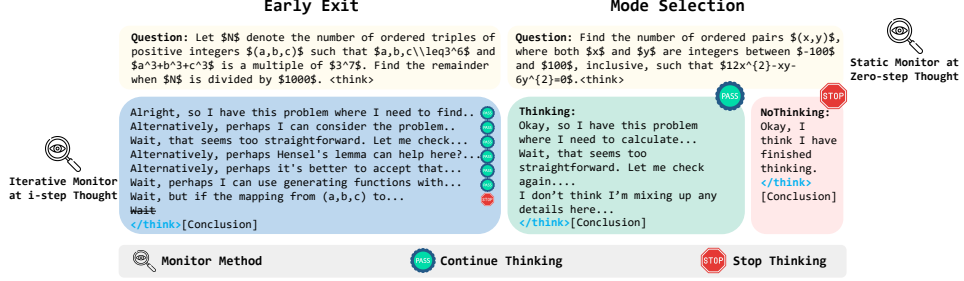 Early Exit
Mode Selection
Question: Let $N$ denote the number of ordered triples of
positive integers $(a,b,c)$ such that $a,b,c\\leq3^6$ and
$a^3+b^3+c^3$ is a multiple of $3^7$. Find the remainder
when $N$ is divided by $1000$. <think>
Question: Find the number of ordered pairs $(x,y)$,
where both $x$ and $y$ are integers between $-100$
and $100$, inclusive, such that $12x^{2}-xy-
6y^{2}=0$.<think>
Static Monitor at
Zero-step Thought
Iterative Monitor
at i-step Thought
Alright, so I have this problem where I need to find..
PASS
Alternatively, perhaps I can consider the problem..
PASS
Wait, that seems too straightforward. Let me check...
PASS
Alternatively, perhaps Hensel's lemma can help here?...
PASS
Alternatively, perhaps it's better to accept that...
PASS
Wait, perhaps I can use generating functions with...
PASS
Wait, but if the mapping from (a,b,c) to...
STOP
Wait
</think>[Conclusion]
PASS
Thinking:
Okay, so I have this problem
where I need to calculate...
Wait, that seems too
straightforward. Let me check
again....
I don't think I'm mixing up any
details here...
</think>[Conclusion]
STOP
NoThinking:
Okay, I
think I have
finished
thinking.
</think>
[Conclusion]
Monitor Method
PASS Continue Thinking
STOP Stop Thinking